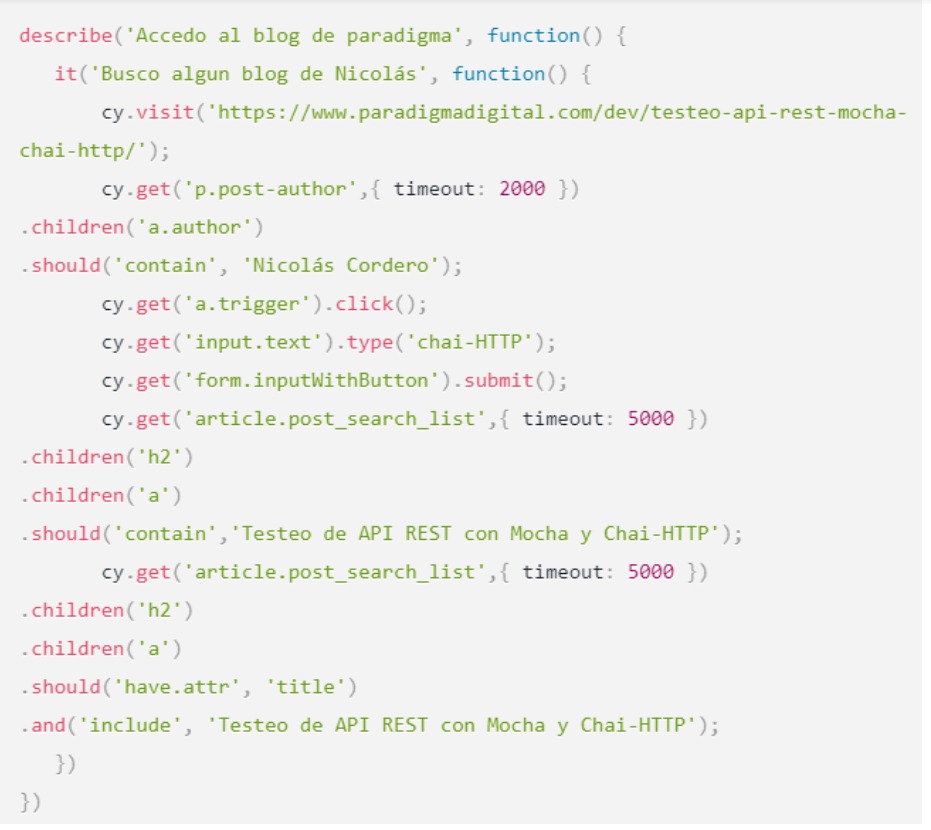 describe('Accedo al blog de paradigma', function() {
   it('Busco algun blog de Nicolás', function() {
       cy.visit('https://www.paradigmadigital.com/dev/testeo-api-rest-mocha-
chai-http/');
       cy.get('p.post-author',{ timeout: 2000 })
.children('a.author')
.should('contain', 'Nicolás Cordero');
       cy.get('a.trigger').click();
       cy.get('input.text').type('chai-HTTP');
       cy.get('form.inputWithButton').submit();
       cy.get('article.post_search_list',{ timeout: 5000 })
.children('h2')
.children('a')
.should('contain','Testeo de API REST con Mocha y Chai-HTTP');
       cy.get('article.post_search_list',{ timeout: 5000 })
.children('h2')
.children('a')
.should('have.attr', 'title')
.and('include', 'Testeo de API REST con Mocha y Chai-HTTP');
   })
})